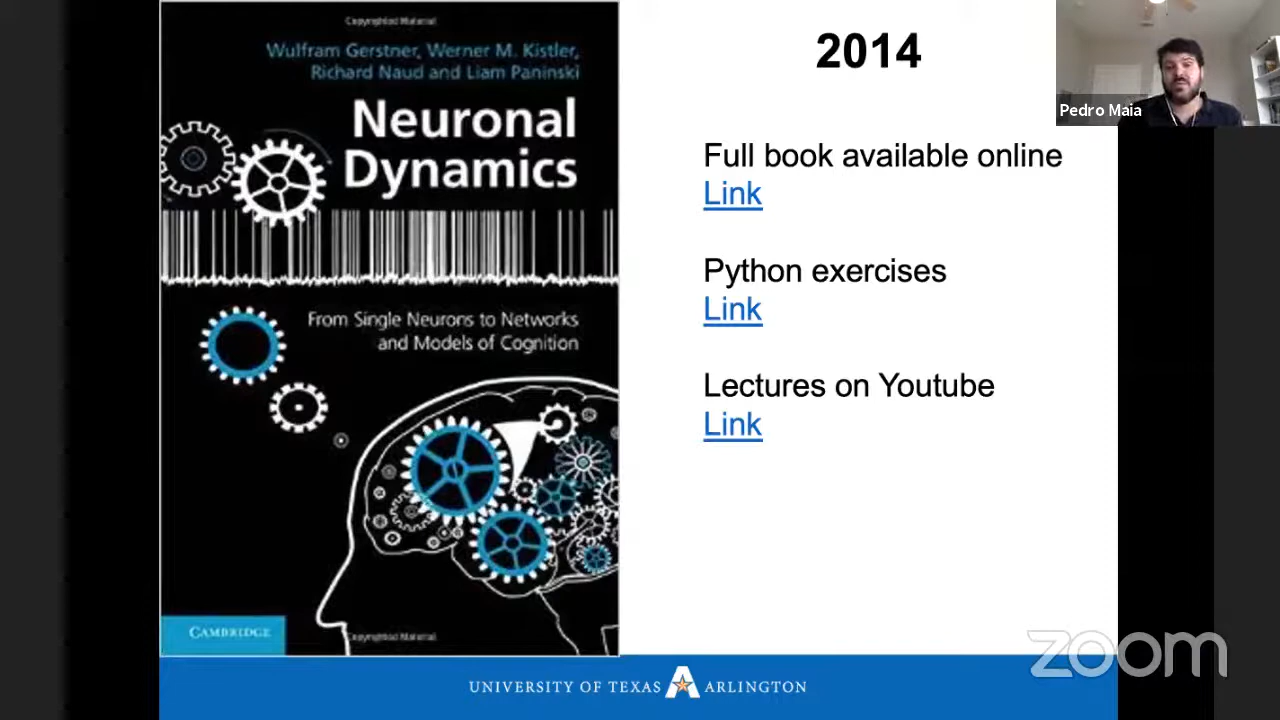 Copyrighted Material
Wulfram Gerstner, Werner M. Kistler,
Richard Naud and Liam Paninski
Neuronal
Dynamics
From Single Neurons to Networks
and Models of Cognition
CAMBRIDGE
Copyrighted Material
2014
Full book available online
Link
Python exercises
Link
Lectures on Youtube
Link
Pedro Maia
zoom
UNIVERSITY OF TEXAS A ARLINGTON